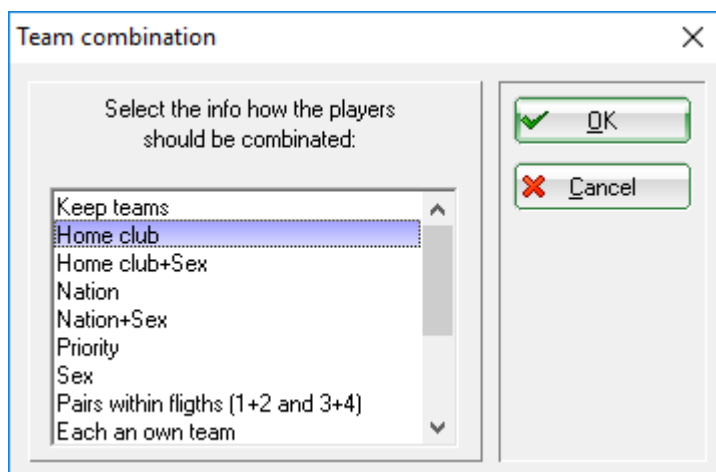 Team combination
Select the info how the players
should be combined:
Keep teams
Home club
Home club+Sex
Nation
Nation+Sex
Priority
Sex
Pairs within fligths (1+2 and 3+4)
Each an own team
OK
Cancel